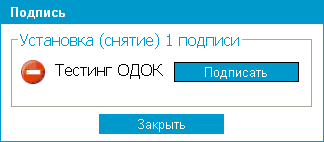 Подпись
Установка (снятие) 1 подписи
Тестинг ОДОК Подписать
Закрыть